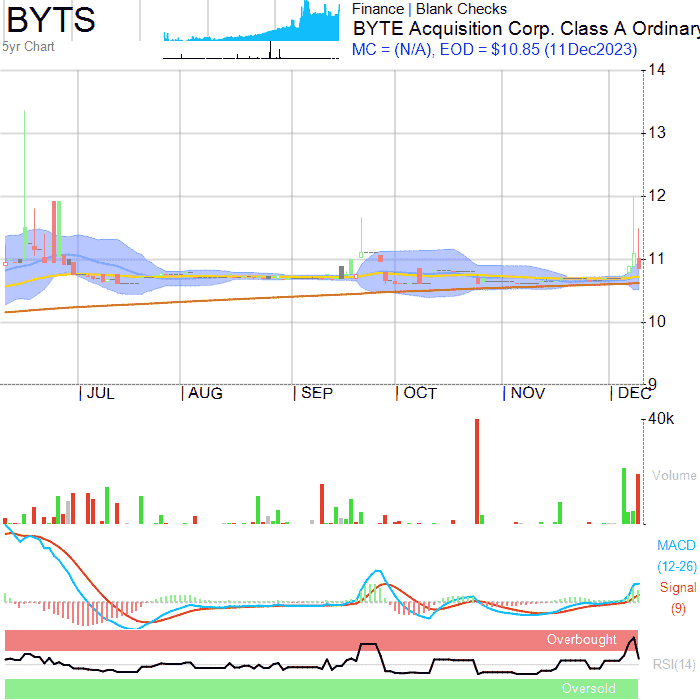 BYTS
5yr Chart
Finance | Blank Checks
BYTE Acquisition Corp. Class A Ordinary
MC = (N/A), EOD = $10.85 (11Dec2023)
14
13
12
11
10
9
JUL
AUG
SEP
OCT
NOV
DEC
40k
Volume
MACD
(12-26)
Signal
(9)
Overbought
RSI(14)
Oversold